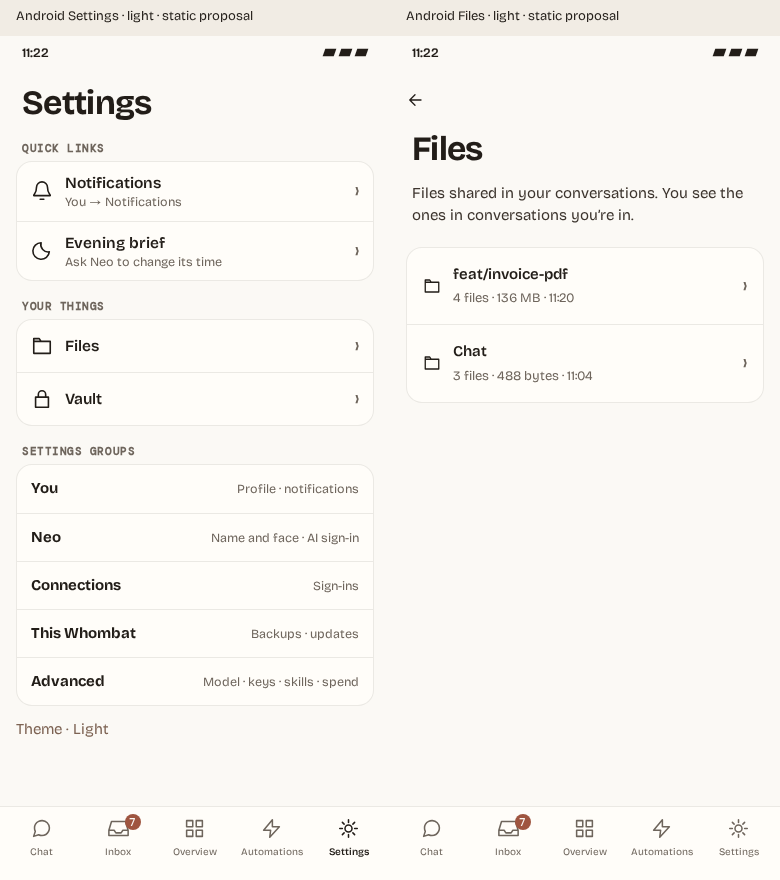 Android Settings · light · static proposal
11:22
Settings
QUICK LINKS
Notifications
You → Notifications
Evening brief
Ask Neo to change its time
YOUR THINGS
Files
Vault
SETTINGS GROUPS
You
Profile · notifications
Neo
Name and face · AI sign-in
Connections
Sign-ins
This Whombat
Backups · updates
Advanced
Model · keys · skills · spend
Theme · Light
Chat
7
Inbox
Overview
Automations
Settings
Android Files · light · static proposal
11:22
Files
Files shared in your conversations. You see the
ones in conversations you're in.
feat/invoice-pdf
4 files · 136 MB · 11:20
Chat
3 files · 488 bytes · 11:04
Chat
7
Inbox
Overview
Automations
Settings